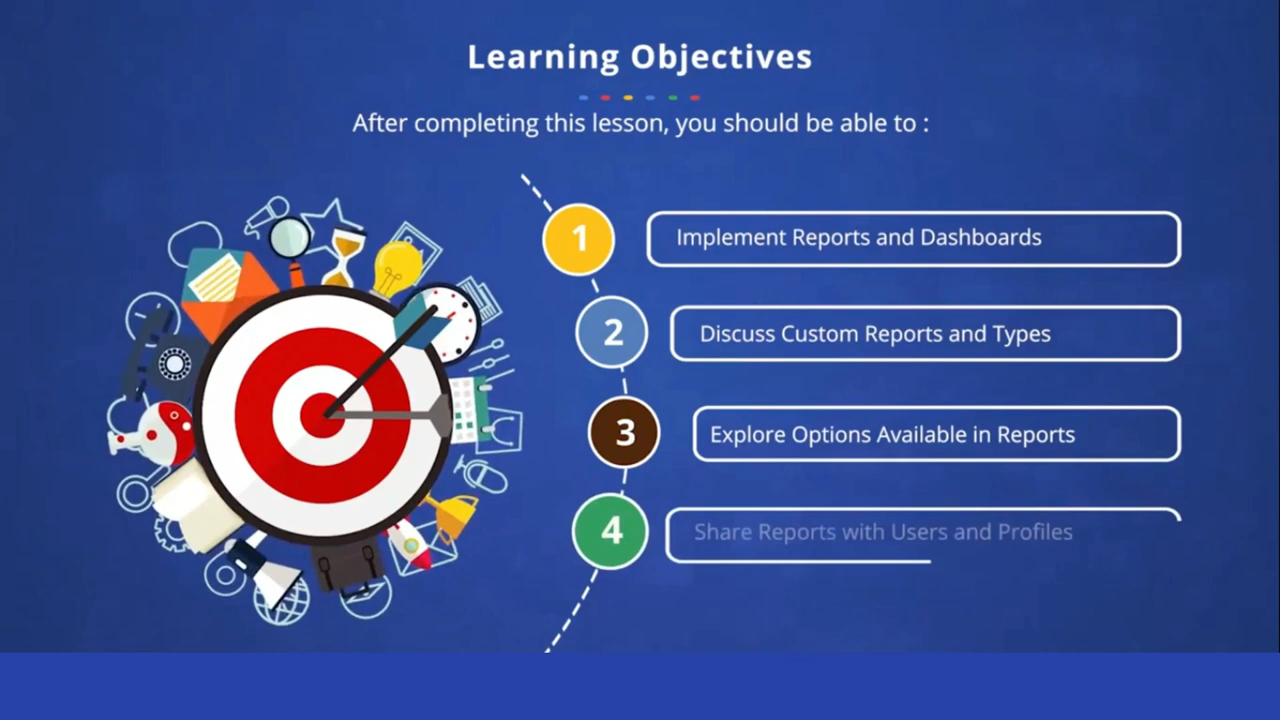 Learning Objectives
After completing this lesson, you should be able to :
1
Implement Reports and Dashboards
2
Discuss Custom Reports and Types
3
Explore Options Available in Reports
4
Share Reports with Users and Profiles